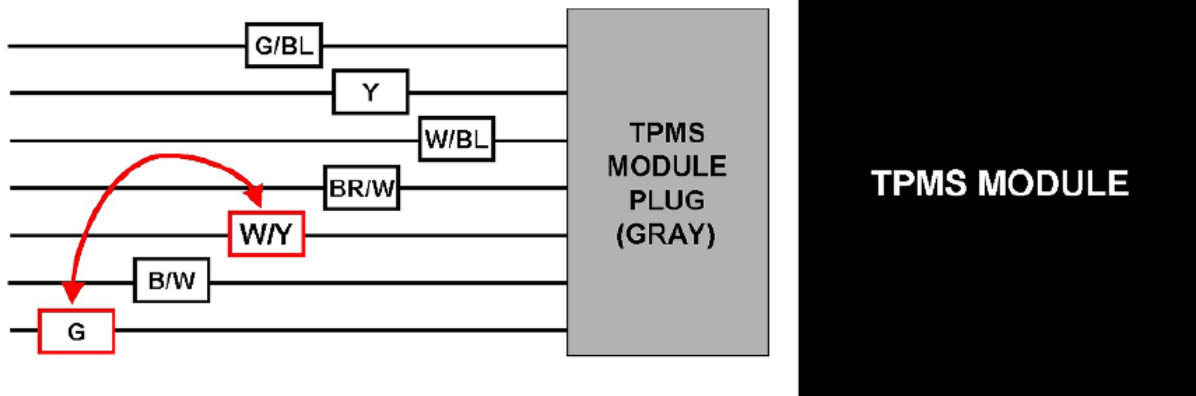 G/BL
Y
W/BL
BR/W
W/Y
B/W
G
TPMS
MODULE
PLUG
(GRAY)
TPMS MODULE